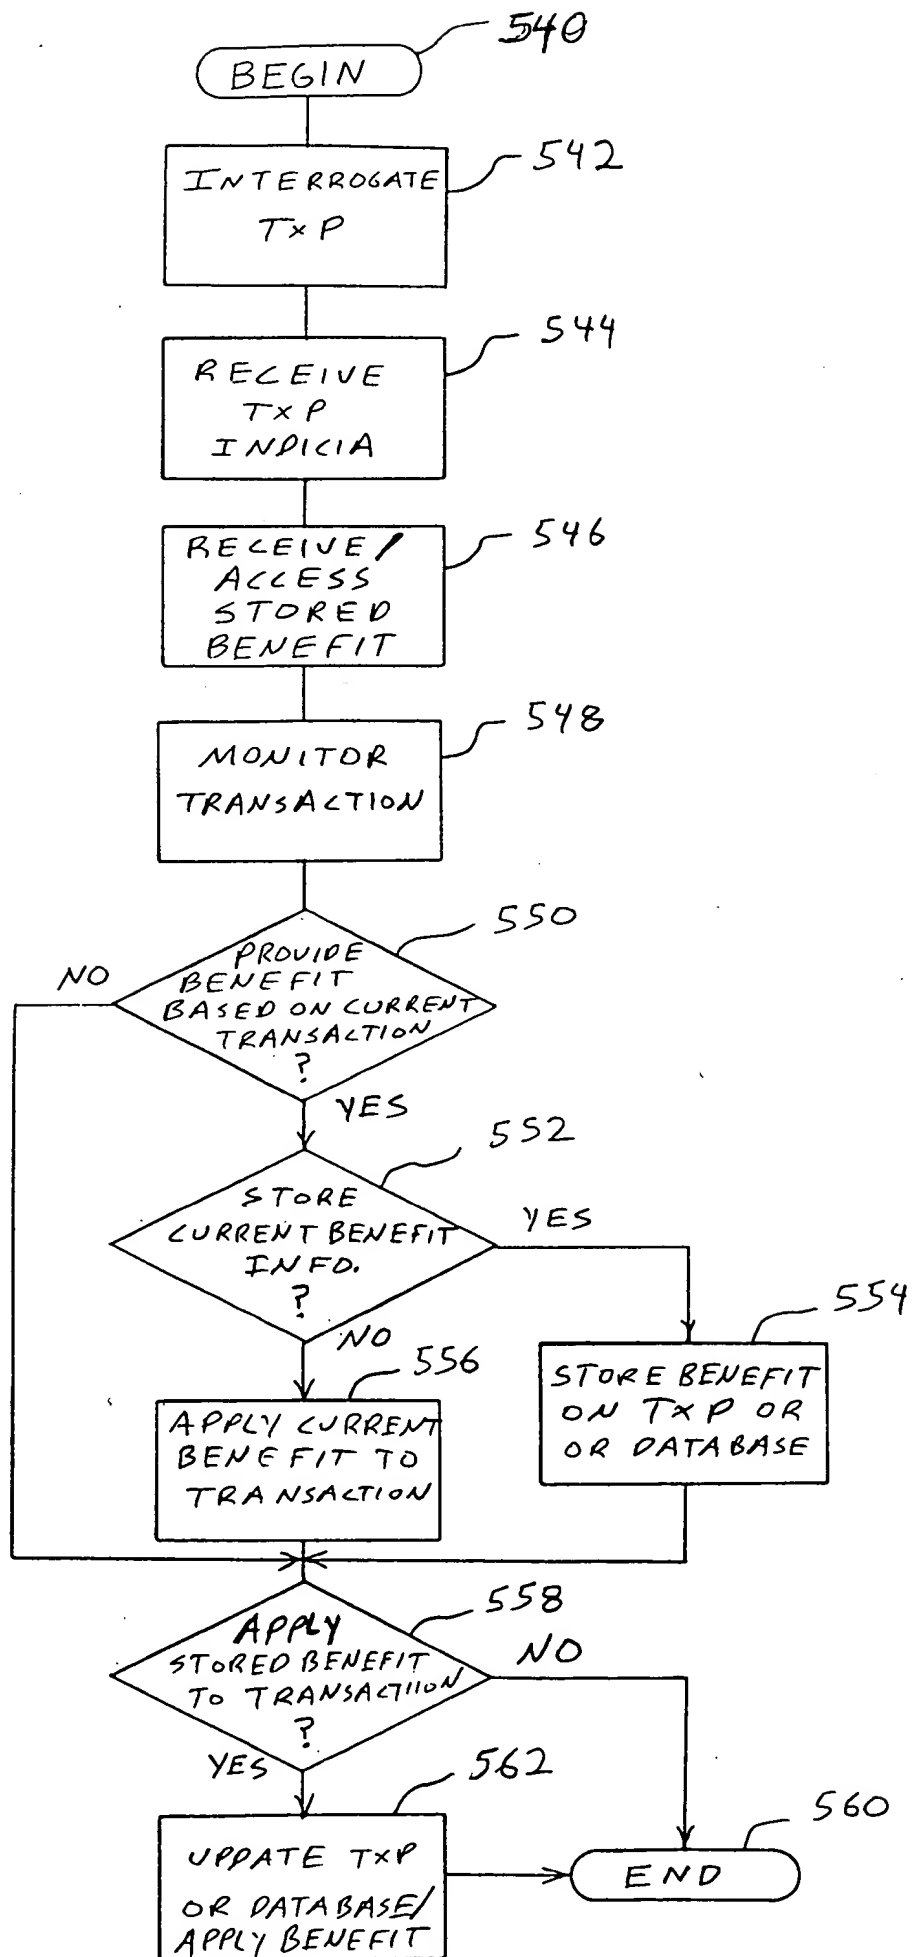 540
BEGIN
542
INTERROGATE
TXP
544
RECEIVE
TXP
INDICIA
546
RECEIVE/
ACCESS
STORED
BENEFIT
548
MONITOR
TRANSACTION
550
NO
PROVIDE
BENEFIT
BASED ON CURRENT
TRANSACTION
?
YES
552
STORE
CURRENT BENEFIT
INFO.
?
YES
NO
554
STORE BENEFIT
ON TXP OR
OR DATABASE
556
APPLY CURRENT
BENEFIT TO
TRANSACTION
558
APPLY
STORED BENEFIT
TO TRANSACTIION
?
NO
YES
562
UPDATE TXP
OR DATABASE/
APPLY BENEFIT
560
END